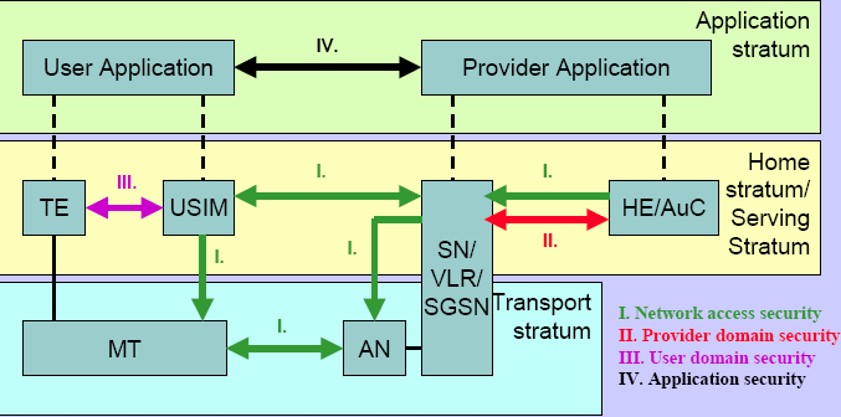 Application
stratum
IV.
User Application
Provider Application
Home
stratum/
Serving
Stratum
III.
I.
I.
TE
USIM
HE/AuC
II.
I.
I.
SN/
VLR/
SGSN
Transport
stratum
I.
MT
AN
I. Network access security
II. Provider domain security
III. User domain security
IV. Application security